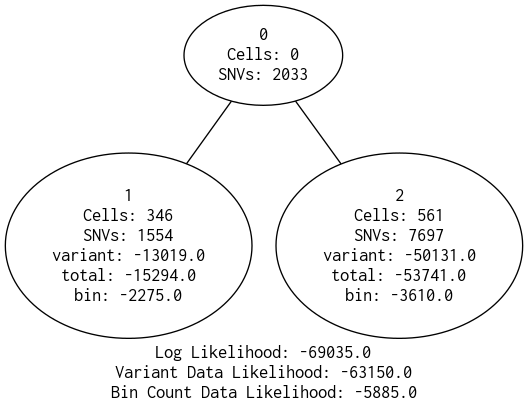 0
Cells: 0
SNVs: 2033
1
Cells: 346
SNVs: 1554
variant: -13019.0
total: -15294.0
bin: -2275.0
2
Cells: 561
SNVs: 7697
variant: -50131.0
total: -53741.0
bin: -3610.0
Log Likelihood: -69035.0
Variant Data Likelihood: -63150.0
Bin Count Data Likelihood: -5885.0